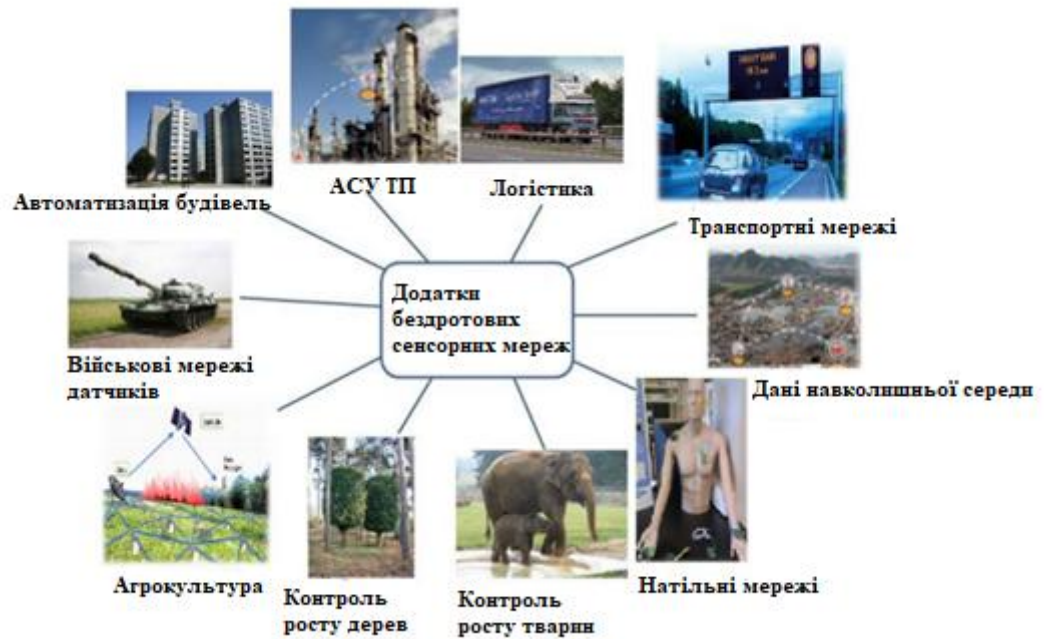 АСУ ТП
Логістика
Автоматизація будівель
Транспортні мережі
Додатки
бездротових
сенсорних мереж
Військові мережі
датчиків
Дані навколишньої середи
Агрокультура
Контроль
росту дерев
Контроль
росту тварин
Натільні мережі